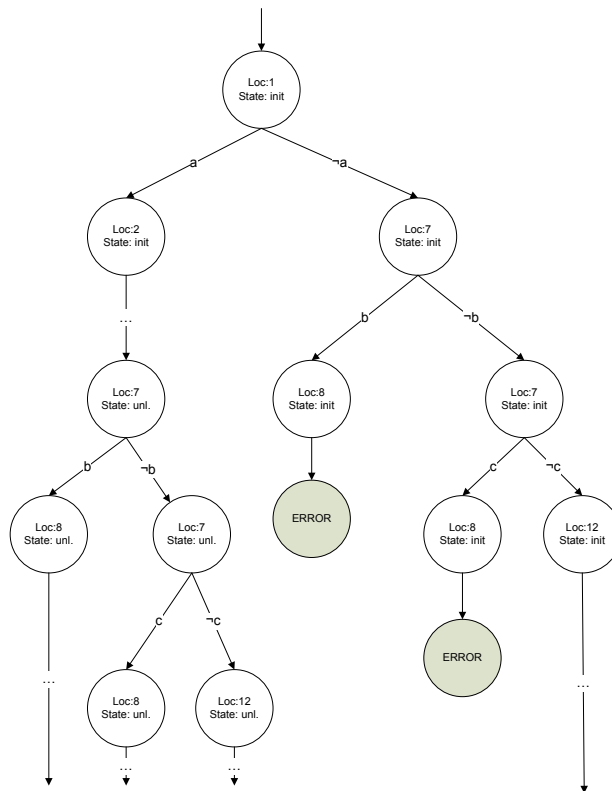 Loc:1
State: init
a
¬a
Loc:2
State: init
Loc:7
State: init
...
b
¬b
Loc:7
State: unl.
Loc:8
State: init
Loc:7
State: init
b
¬b
c
¬c
Loc:8
State: unl.
Loc:7
State: unl.
ERROR
Loc:8
State: init
Loc:12
State: init
c
¬c
ERROR
...
...
Loc:8
State: unl.
Loc:12
State: unl.
...
...